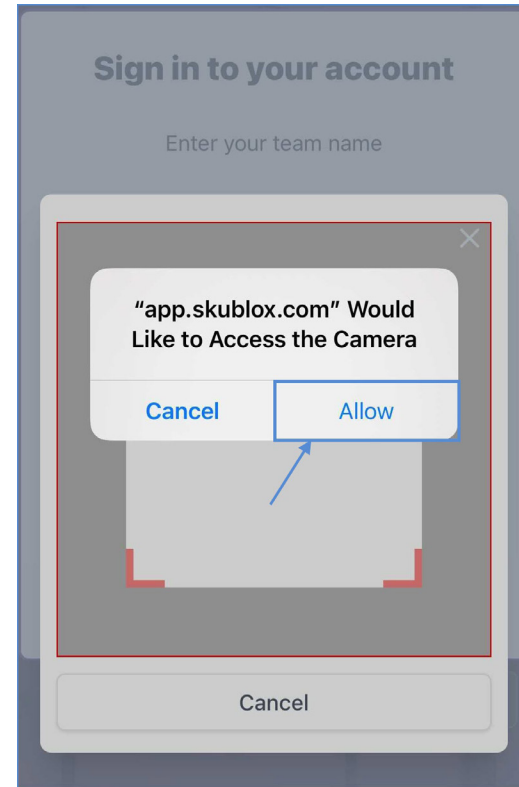 Sign in to your account
Enter your team name
“app.skublox.com” Would
Like to Access the Camera
Cancel
Allow
Cancel